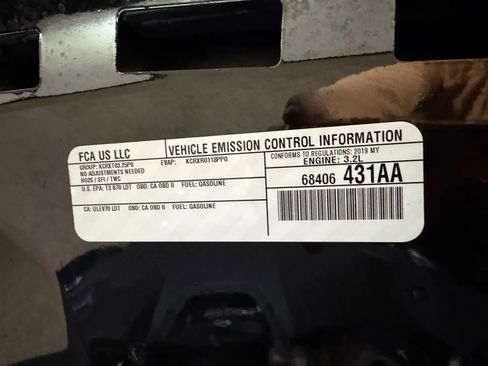 FCA US LLC
VEHICLE EMISSION CONTROL INFORMATION
GROUP: KCRXT03.25P0
EVAP: KCRXR0118PP0
NO ADJUSTMENTS NEEDED
HO2S / SFI / TWC
CONFORMS TO REGULATIONS: 2019 MY
ENGINE: 3.2L
U.S. EPA: T3 B70 LDT OBD: CA OBD II FUEL: GASOLINE
68406 431AA
CA: ULEV70 LDT OBD: CA OBD II FUEL: GASOLINE